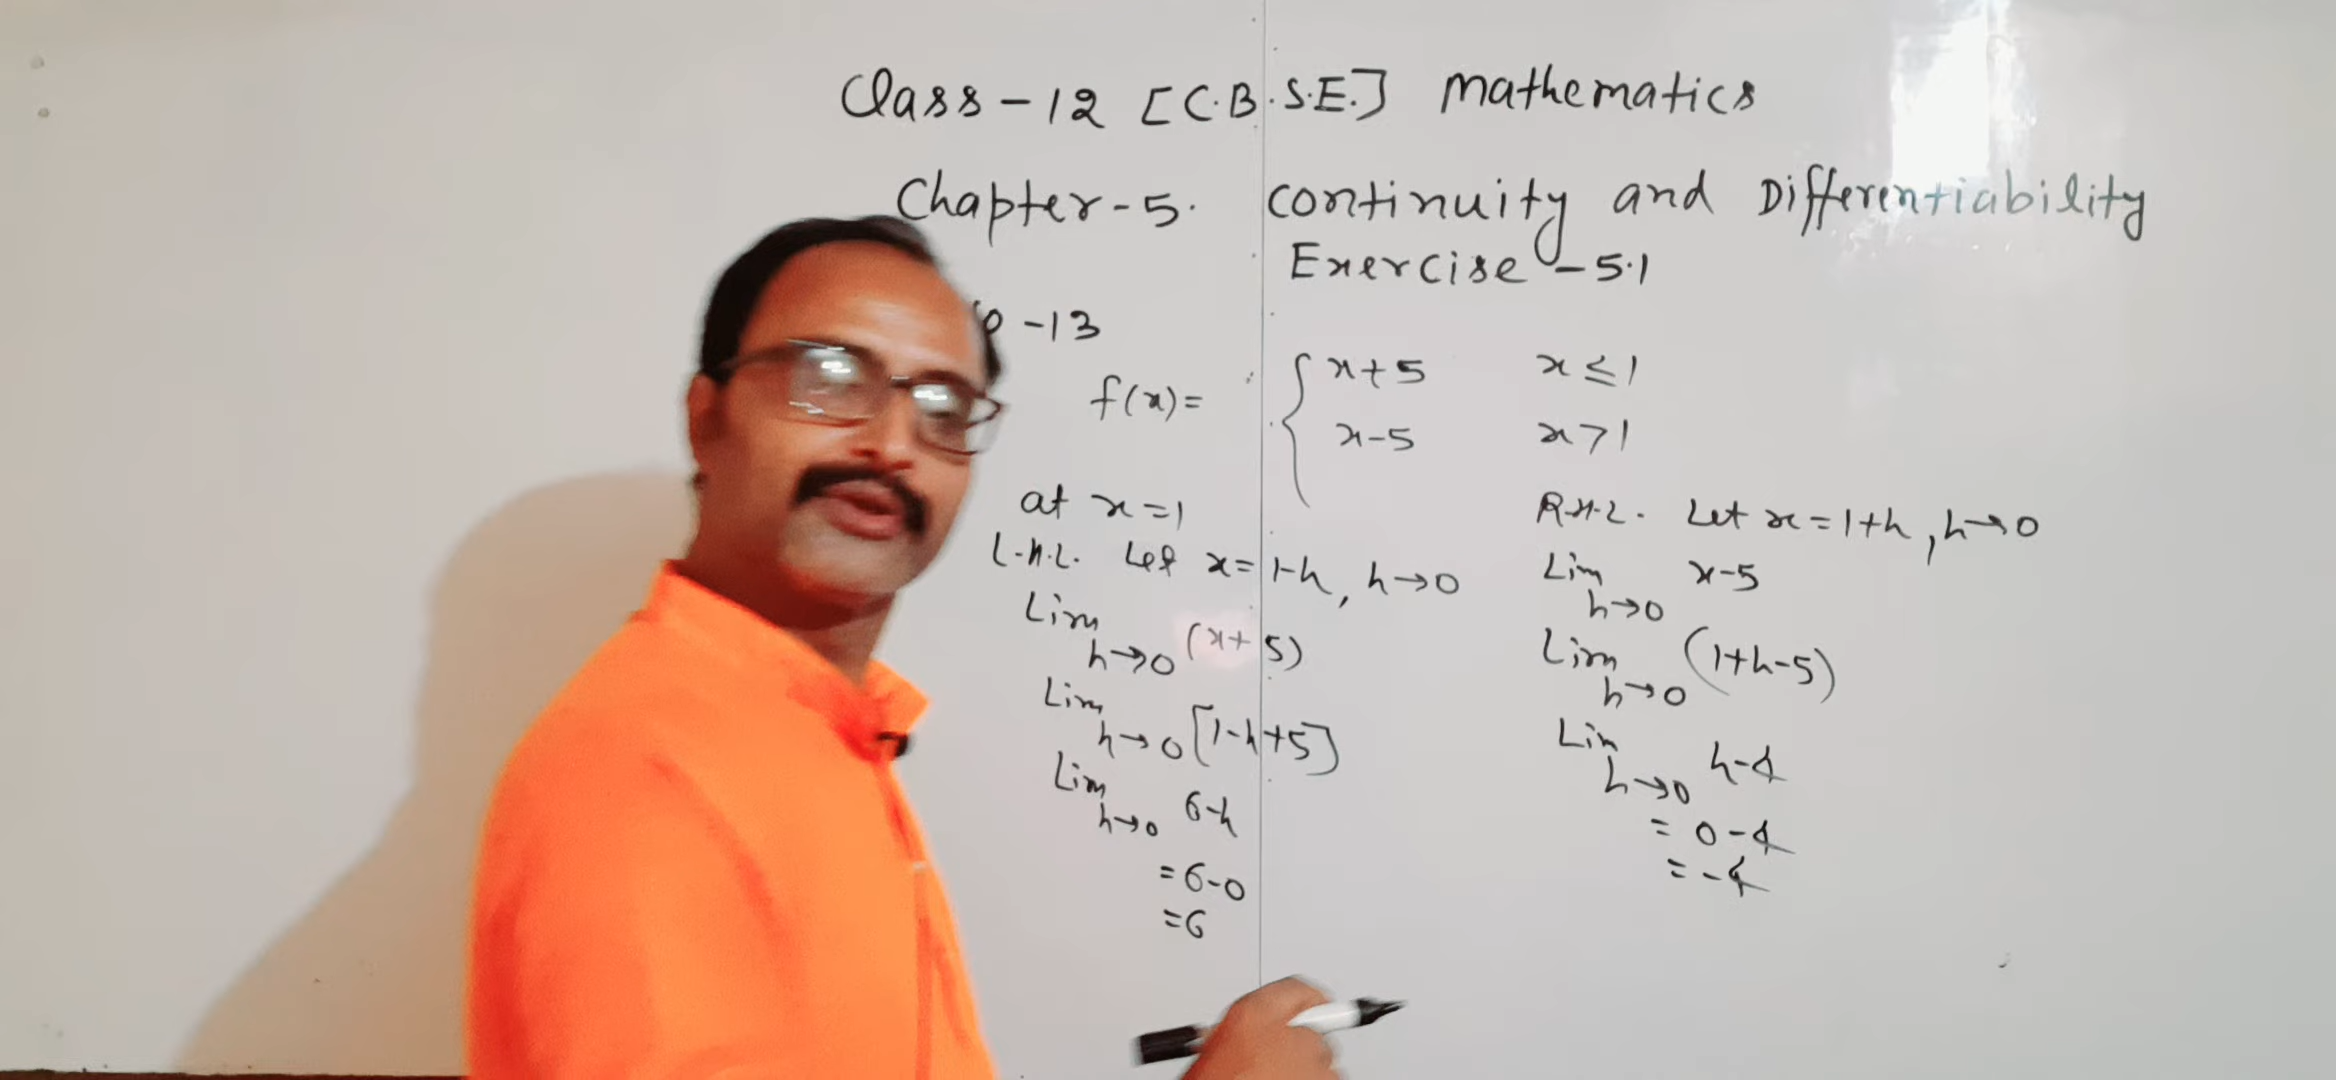 Class-12 [C.B.S.E.] Mathematics
Chapter-5. Continuity and Differentiability
Exercise-5.1
-13
f(x)= { x+5 x≤1
x-5 x>1
at x=1
L.H.L. Let x=1-h, h→0
Lim h→0 (x+5)
Lim h→0 [1-h+5]
Lim h→0 6-h
=6-0
=6
R.H.L. Let x=1+h, h→0
Lim h→0 x-5
Lim h→0 (1+h-5)
Lim h→0 h-4
= 0-4
= -4